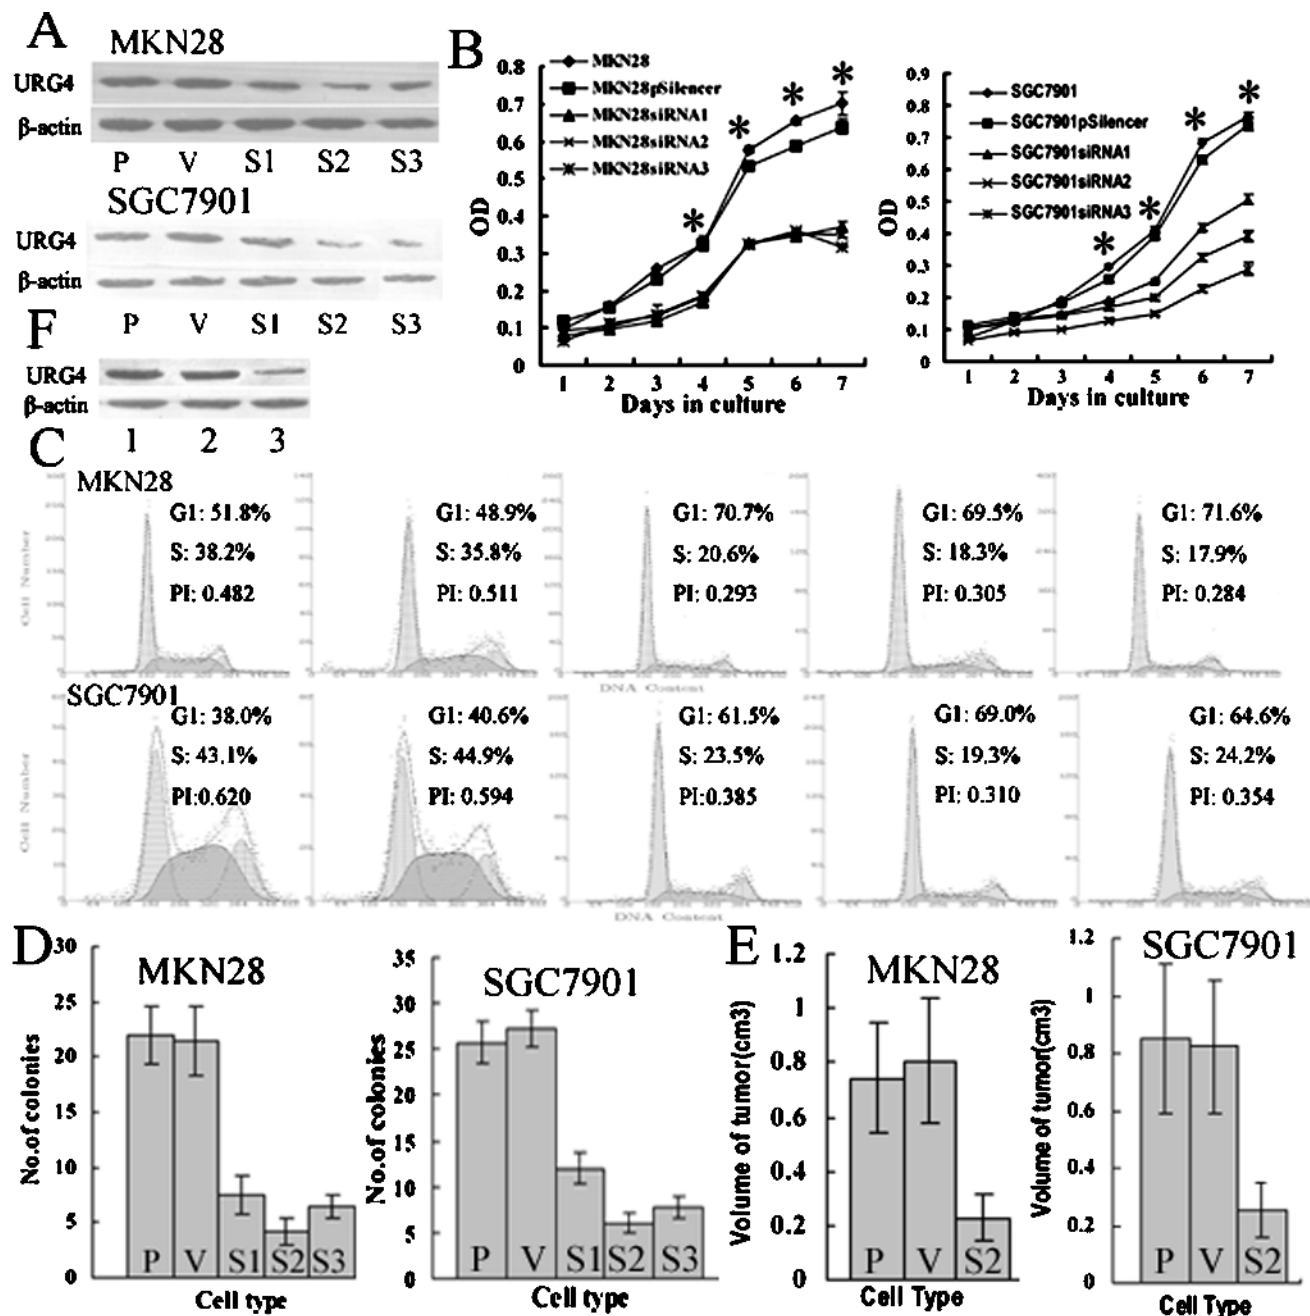 A
MKN28
URG4
β-actin
P V S1 S2 S3
SGC7901
URG4
β-actin
P V S1 S2 S3
F
URG4
β-actin
1 2 3
B
0.8
0.7
0.6
0.5
0.4
0.3
0.2
0.1
0
OD
MKN28
MKN28pSilencer
MKN28siRNA1
MKN28siRNA2
MKN28siRNA3
* * * *
1 2 3 4 5 6 7
Days in culture
0.9
0.8
0.7
0.6
0.5
0.4
0.3
0.2
0.1
0
OD
SGC7901
SGC7901pSilencer
SGC7901siRNA1
SGC7901siRNA2
SGC7901siRNA3
* * * *
1 2 3 4 5 6 7
Days in culture
C
MKN28
Cell Number
G1: 51.8%
S: 38.2%
PI: 0.482
G1: 48.9%
S: 35.8%
PI: 0.511
G1: 70.7%
S: 20.6%
PI: 0.293
G1: 69.5%
S: 18.3%
PI: 0.305
G1: 71.6%
S: 17.9%
PI: 0.284
DNA Content
SGC7901
Cell Number
G1: 38.0%
S: 43.1%
PI:0.620
G1: 40.6%
S: 44.9%
PI: 0.594
G1: 61.5%
S: 23.5%
PI:0.385
G1: 69.0%
S: 19.3%
PI: 0.310
G1: 64.6%
S: 24.2%
PI: 0.354
DNA Content
D
MKN28
30
25
20
15
10
5
0
No.of colonies
P V S1 S2 S3
Cell type
SGC7901
35
30
25
20
15
10
5
0
No.of colonies
P V S1 S2 S3
Cell type
E
MKN28
1.2
1
0.8
0.6
0.4
0.2
0
Volume of tumor(cm3)
P V S2
Cell Type
SGC7901
1.2
1
0.8
0.6
0.4
0.2
0
Volume of tumor(cm3)
P V S2
Cell Type